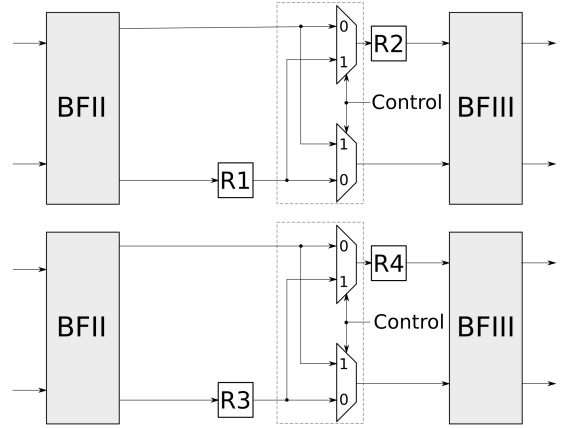 0
R2
1
BFII
Control
BFIII
1
R1
0
0
R4
1
BFII
Control
BFIII
1
R3
0